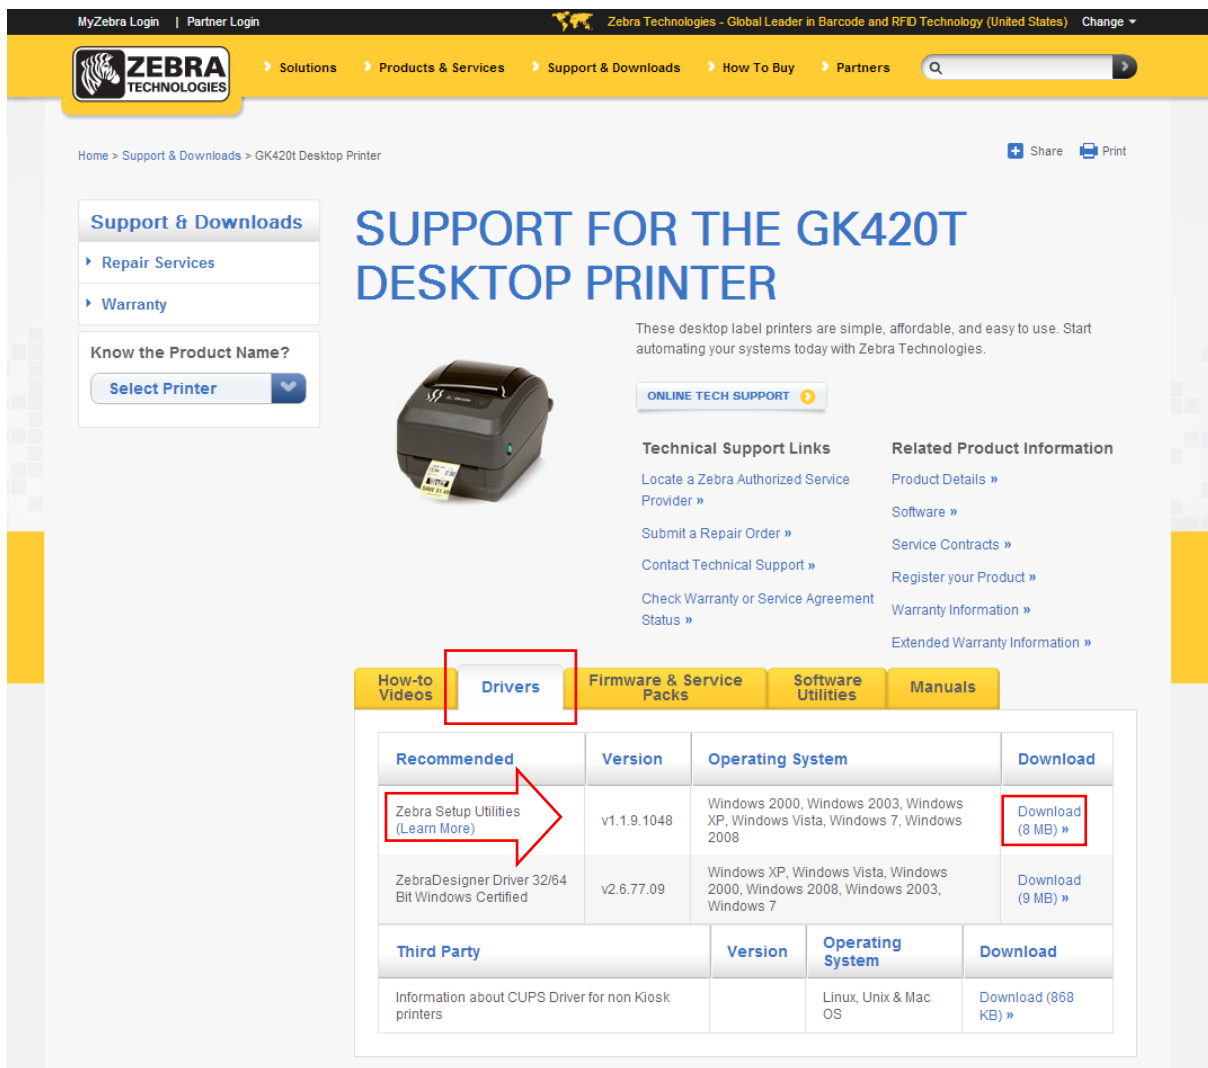 MyZebra Login | Partner Login
Zebra Technologies - Global Leader in Barcode and RFID Technology (United States) Change
ZEBRA
TECHNOLOGIES
Solutions
Products & Services
Support & Downloads
How To Buy
Partners
Home > Support & Downloads > GK420t Desktop Printer
Share
Print
Support & Downloads
Repair Services
Warranty
Know the Product Name?
Select Printer
SUPPORT FOR THE GK420T
DESKTOP PRINTER
These desktop label printers are simple, affordable, and easy to use. Start
automating your systems today with Zebra Technologies.
ONLINE TECH SUPPORT
Technical Support Links
Locate a Zebra Authorized Service
Provider »
Submit a Repair Order »
Contact Technical Support »
Check Warranty or Service Agreement
Status »
Related Product Information
Product Details »
Software »
Service Contracts »
Register your Product »
Warranty Information »
Extended Warranty Information »
How-to
Videos
Drivers
Firmware & Service
Packs
Software
Utilities
Manuals
Recommended
Version
Operating System
Download
Zebra Setup Utilities
(Learn More)
v1.1.9.1048
Windows 2000, Windows 2003, Windows
XP, Windows Vista, Windows 7, Windows
2008
Download
(8 MB) »
ZebraDesigner Driver 32/64
Bit Windows Certified
v2.6.77.09
Windows XP, Windows Vista, Windows
2000, Windows 2008, Windows 2003,
Windows 7
Download
(9 MB) »
Third Party
Version
Operating
System
Download
Information about CUPS Driver for non Kiosk
printers
Linux, Unix & Mac
OS
Download (868
KB) »